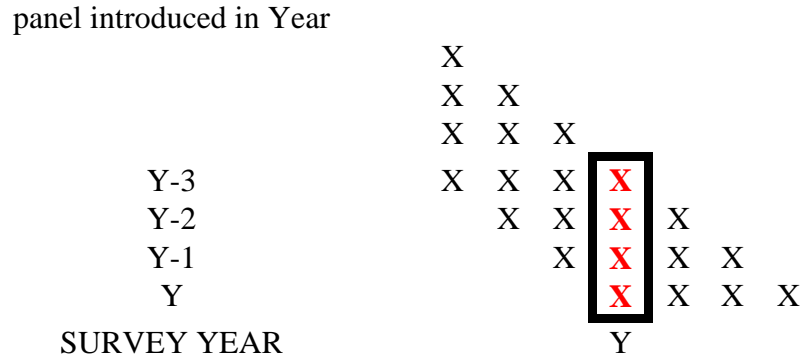 panel introduced in Year
X
X X
X X X
Y-3 X X X X
Y-2 X X X X
Y-1 X X X X
Y X X X X
SURVEY YEAR Y